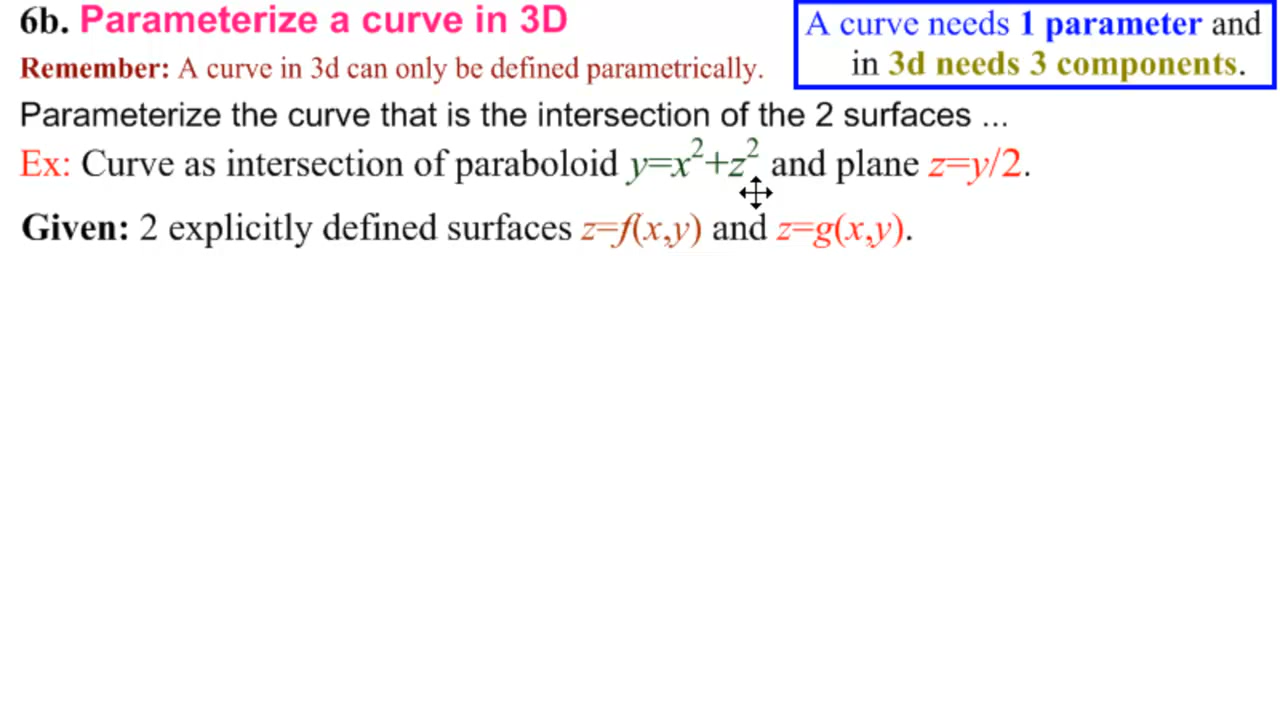 6b. Parameterize a curve in 3D
A curve needs 1 parameter and
in 3d needs 3 components.
Remember: A curve in 3d can only be defined parametrically.
Parameterize the curve that is the intersection of the 2 surfaces ...
Ex: Curve as intersection of paraboloid y=x²+z² and plane z=y/2.
Given: 2 explicitly defined surfaces z=f(x,y) and z=g(x,y).